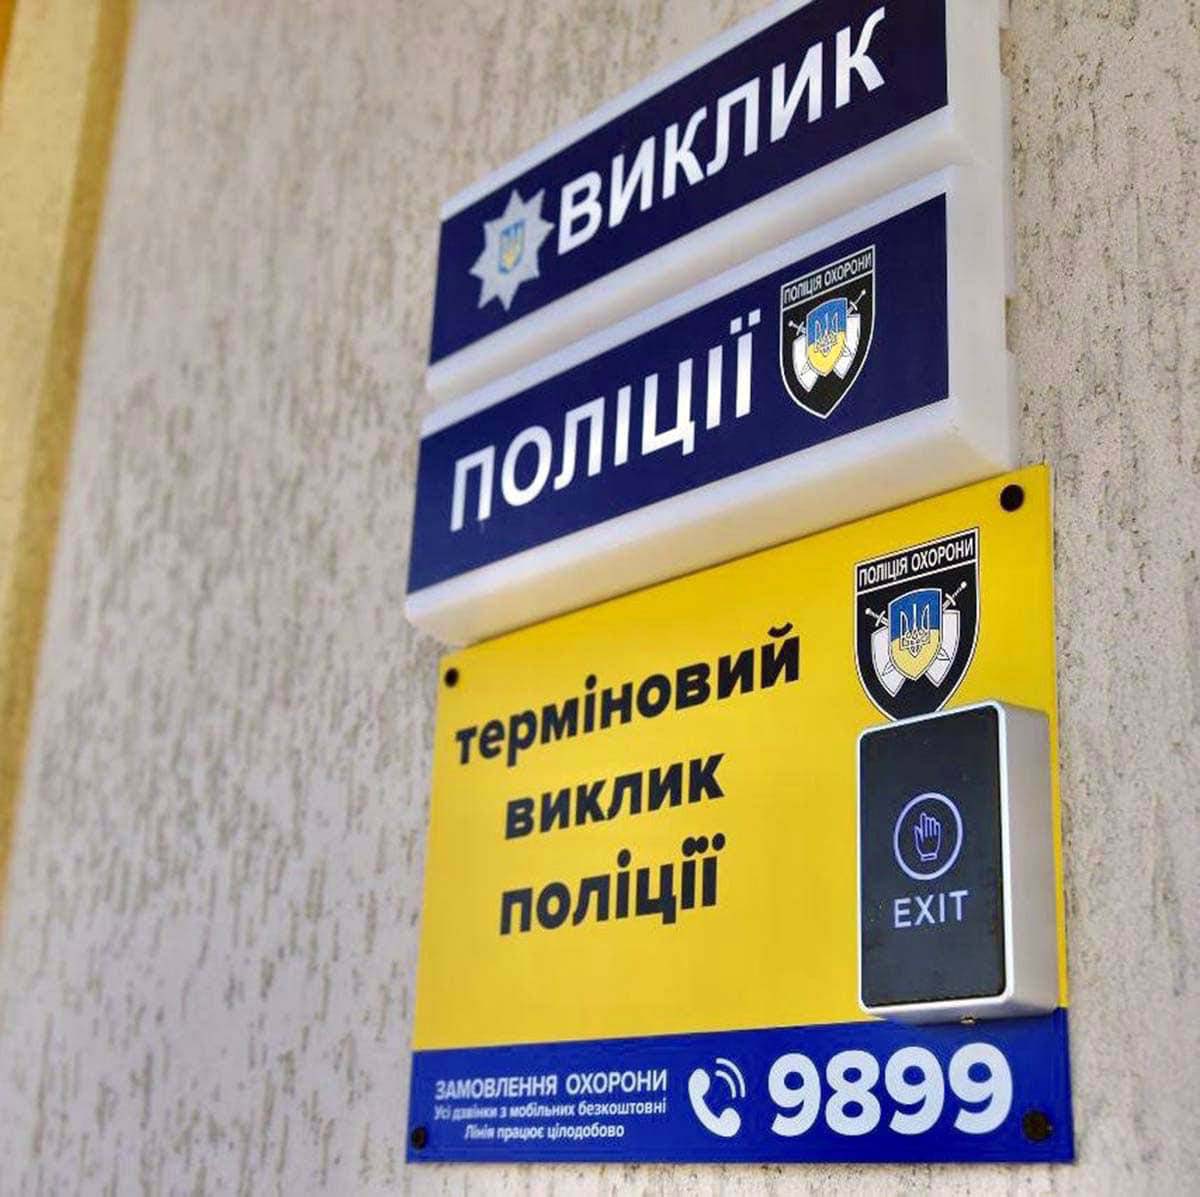 ВИКЛИК
ПОЛІЦІЇ
ПОЛІЦІЯ ОХОРОНИ
ПОЛІЦІЯ ОХОРОНИ
терміновий
виклик
поліції
EXIT
ЗАМОВЛЕННЯ ОХОРОНИ
Усі дзвінки з мобільних безкоштовні
Лінія працює цілодобово
9899